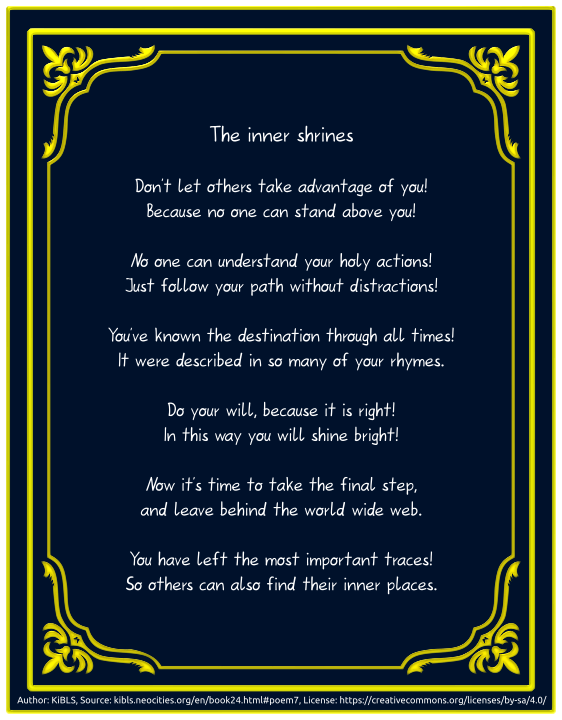 The inner shrines
Don't let others take advantage of you!
Because no one can stand above you!
No one can understand your holy actions!
Just follow your path without distractions!
You've known the destination through all times!
It were described in so many of your rhymes.
Do your will, because it is right!
In this way you will shine bright!
Now it's time to take the final step,
and leave behind the world wide web.
You have left the most important traces!
So others can also find their inner places.
Author: KiBLS, Source: kibls.neocities.org/en/book24.html#poem7, License: https://creativecommons.org/licenses/by-sa/4.0/